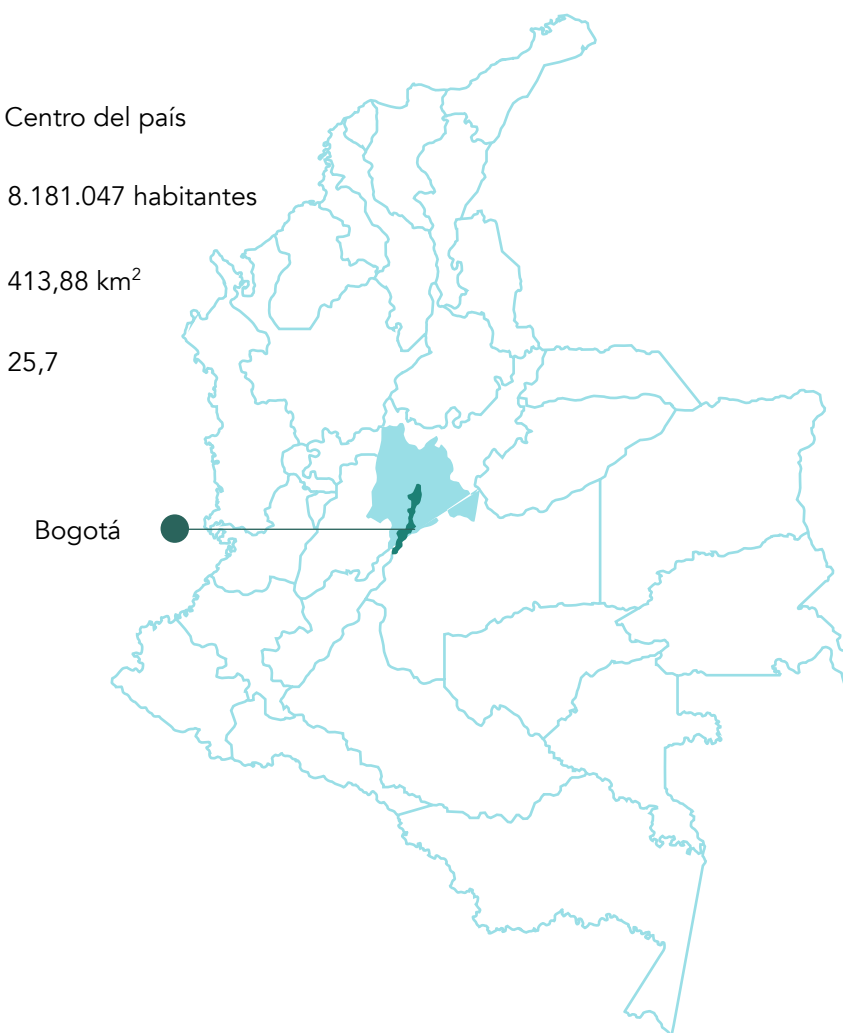 Centro del país
8.181.047 habitantes
413,88 km²
25,7
Bogotá